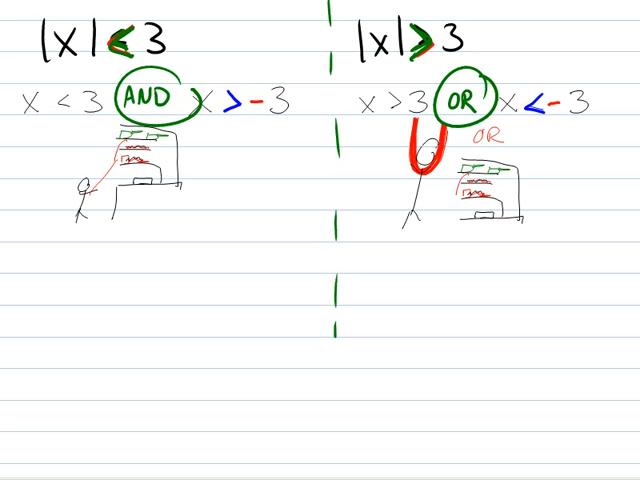 |x| < 3
x < 3 AND x > -3
|x| > 3
x > 3 OR x < -3
OR